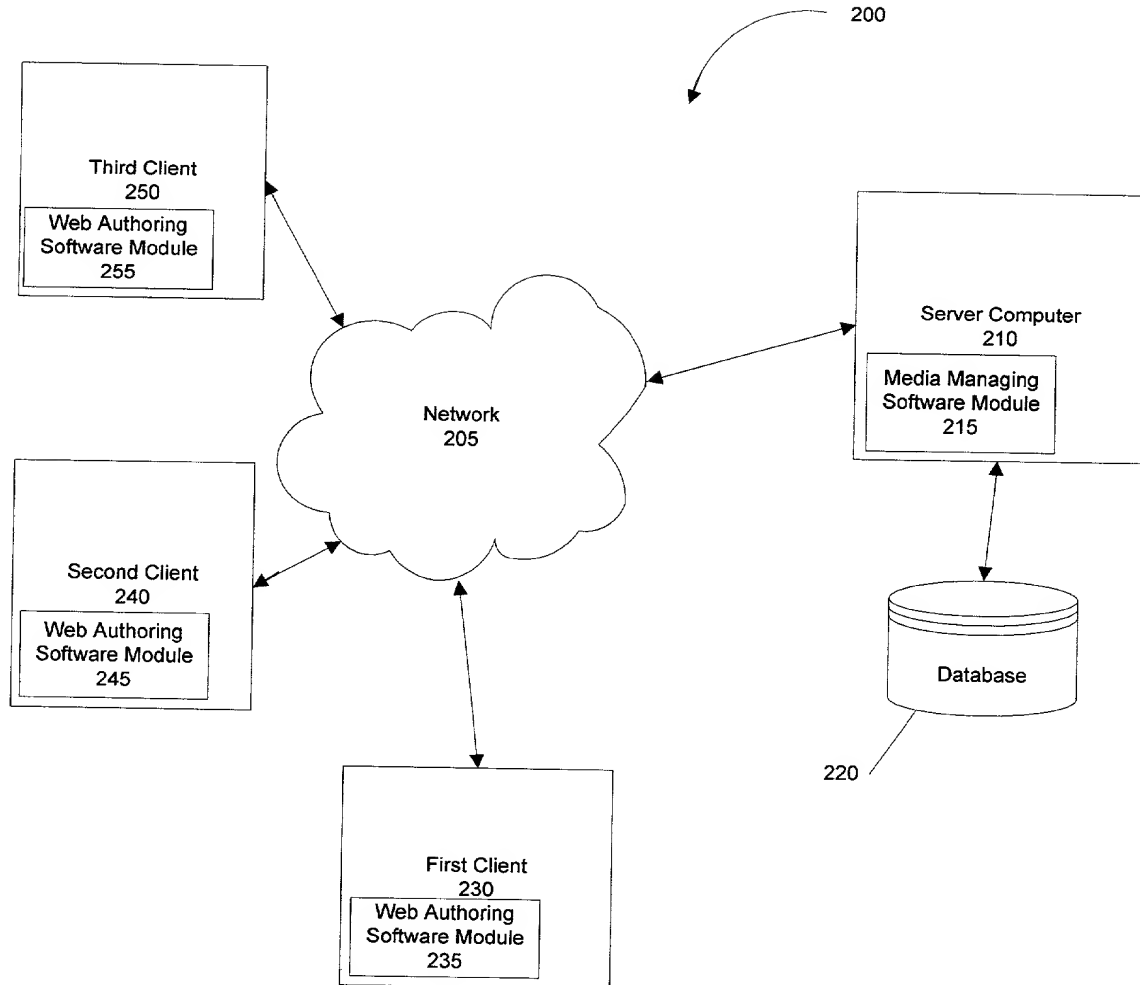 200
Third Client
250
Web Authoring
Software Module
255
Server Computer
210
Media Managing
Software Module
215
Network
205
Second Client
240
Web Authoring
Software Module
245
Database
220
First Client
230
Web Authoring
Software Module
235